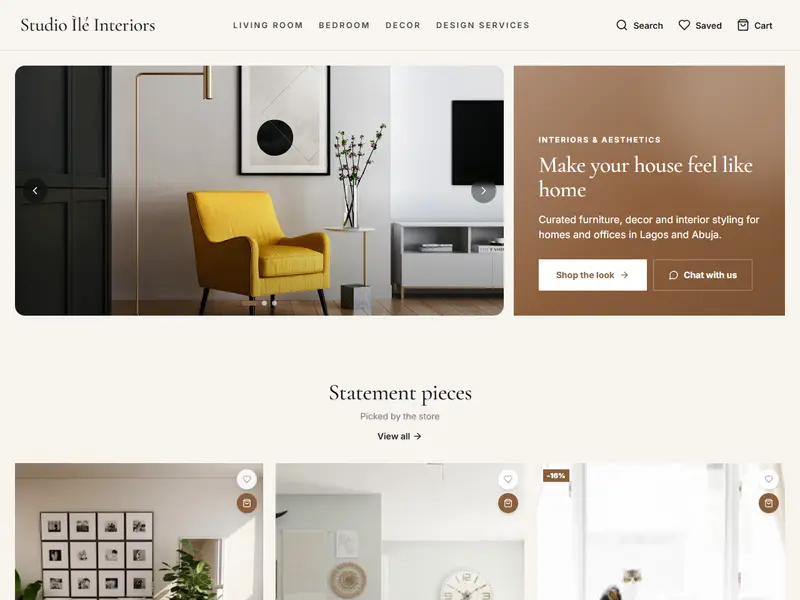 Studio Ìlé Interiors
LIVING ROOM
BEDROOM
DECOR
DESIGN SERVICES
Search
Saved
Cart
INTERIORS & AESTHETICS
Make your house feel like
home
Curated furniture, decor and interior styling for
homes and offices in Lagos and Abuja.
Shop the look →
Chat with us
Statement pieces
Picked by the store
View all →
-16%